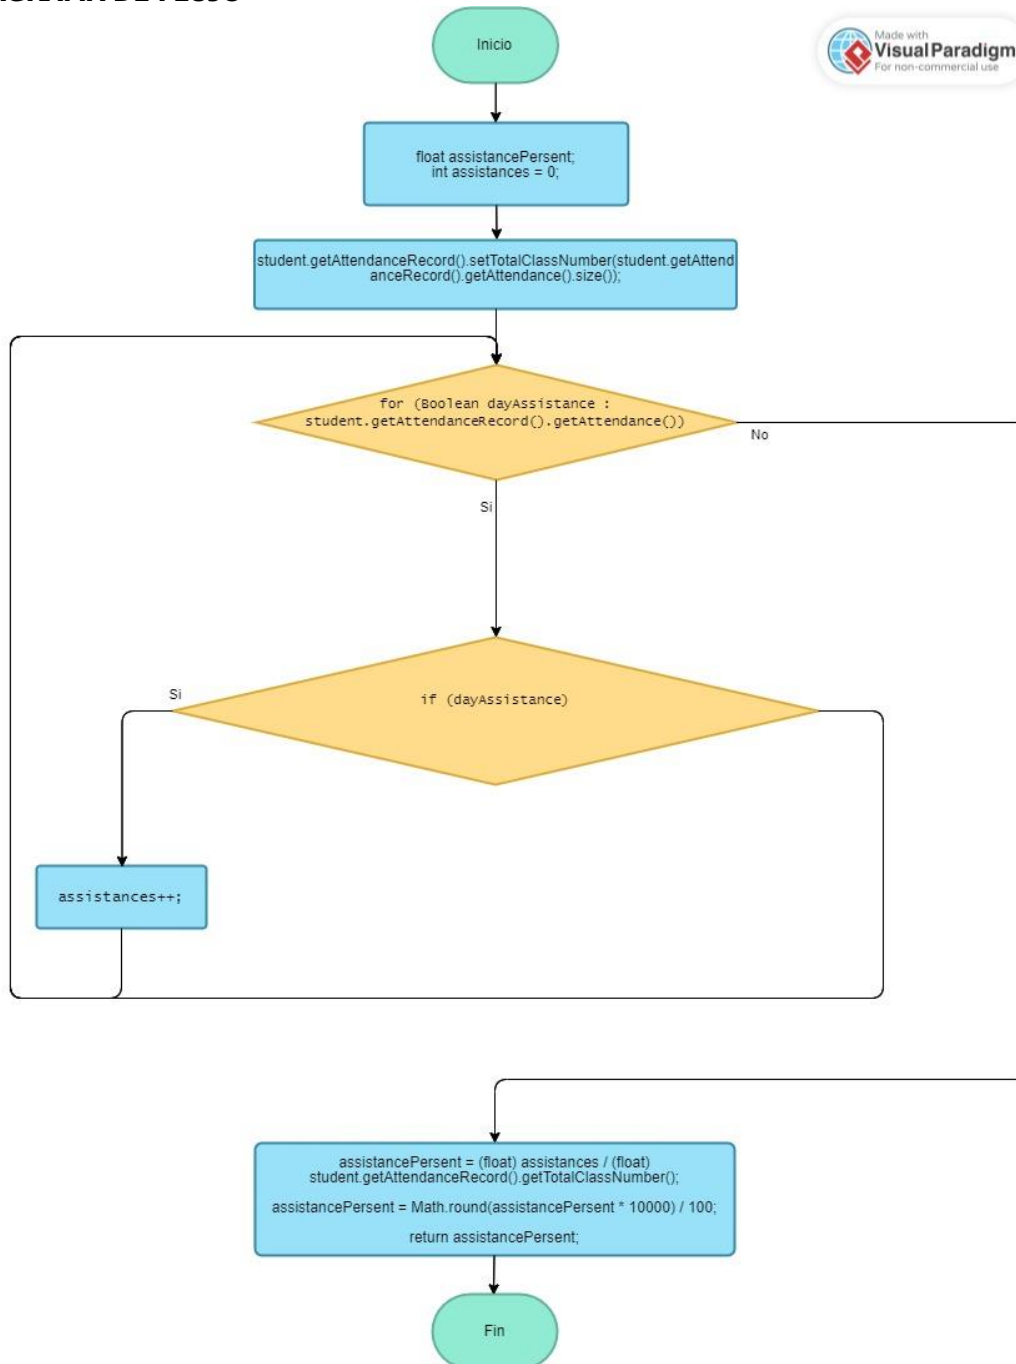 Inicio
Made with
Visual Paradigm
For non-commercial use
float assistancePersent;
int assistances = 0;
student.getAttendanceRecord().setTotalClassNumber(student.getAttend
anceRecord().getAttendance().size());
for (Boolean dayAssistance :
student.getAttendanceRecord().getAttendance())
No
Si
if (dayAssistance)
Si
assistances++;
assistancePersent = (float) assistances / (float)
student.getAttendanceRecord().getTotalClassNumber();
assistancePersent = Math.round(assistancePersent * 10000) / 100;
return assistancePersent;
Fin